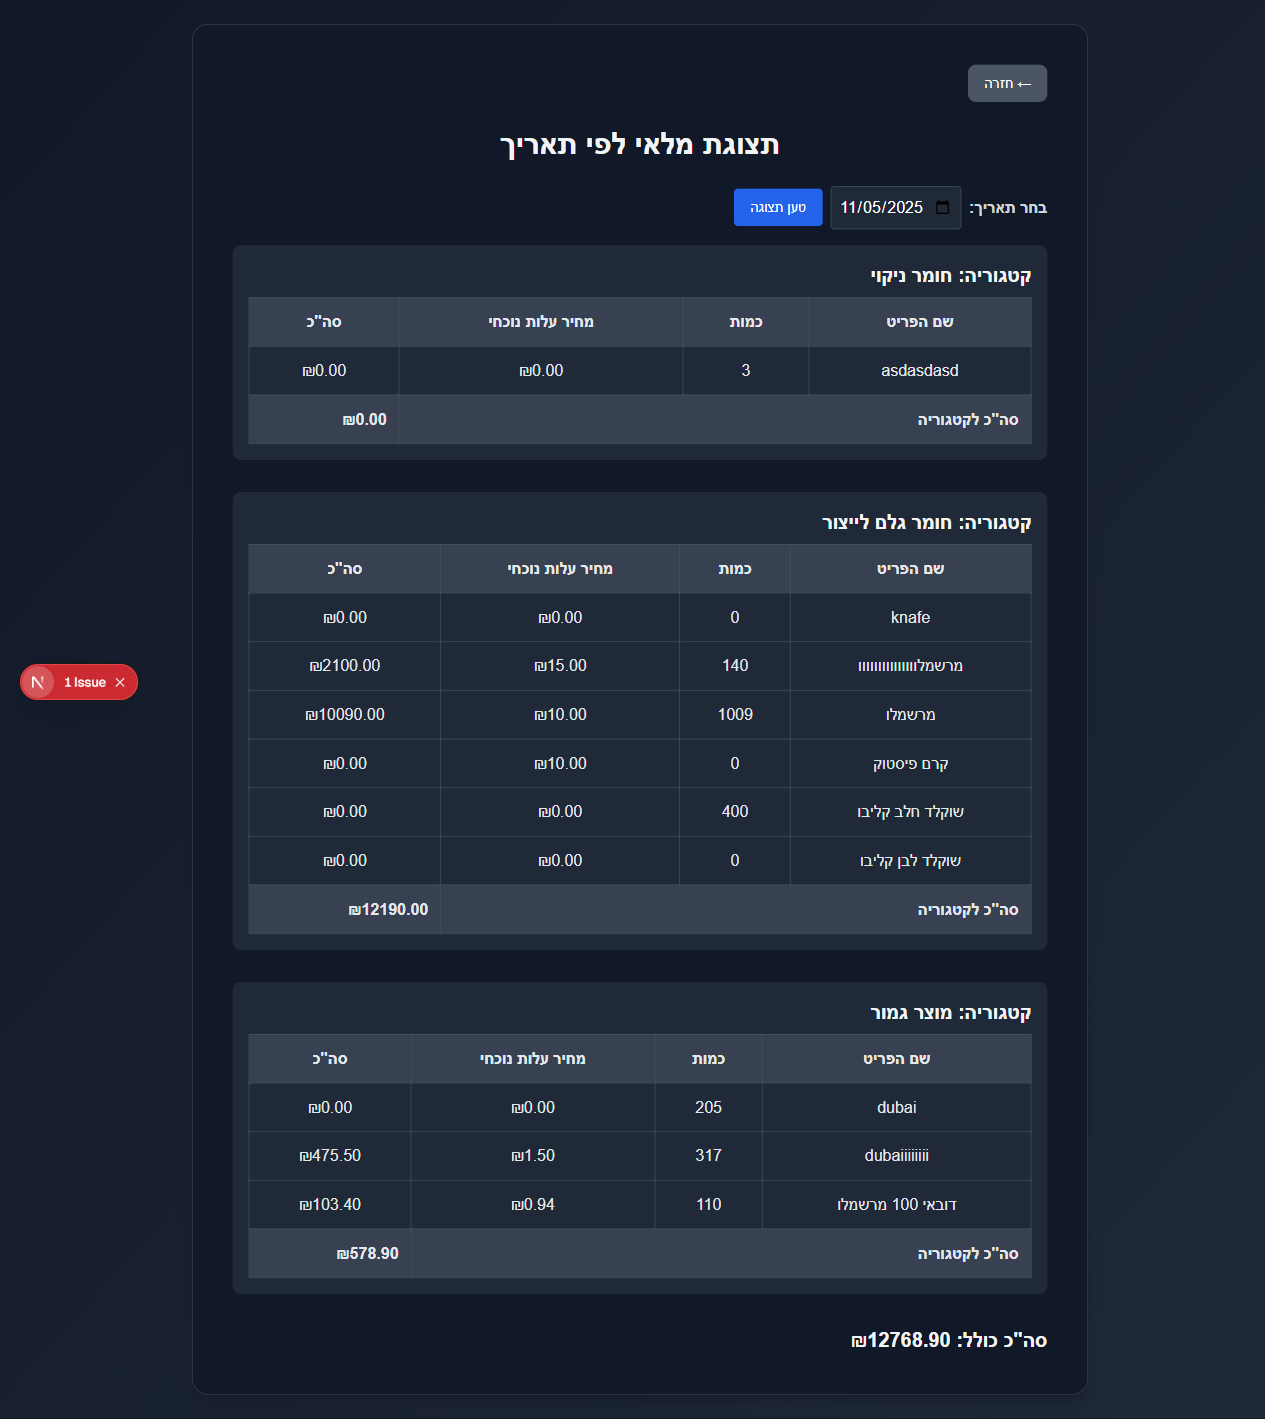 ← חזרה
תצוגת מלאי לפי תאריך
בחר תאריך: 11/05/2025 טען תצוגה
קטגוריה: חומר ניקוי
שם הפריט כמות מחיר עלות נוכחי סה"כ
asdasdasd 3 ₪0.00 ₪0.00
סה"כ לקטגוריה ₪0.00
קטגוריה: חומר גלם לייצור
שם הפריט כמות מחיר עלות נוכחי סה"כ
knafe 0 ₪0.00 ₪0.00
מרשמלוווווווווווווווו 140 ₪15.00 ₪2100.00
מרשמלו 1009 ₪10.00 ₪10090.00
קרם פיסטוק 0 ₪10.00 ₪0.00
שוקלד חלב קליבו 400 ₪0.00 ₪0.00
שוקלד לבן קליבו 0 ₪0.00 ₪0.00
סה"כ לקטגוריה ₪12190.00
קטגוריה: מוצר גמור
שם הפריט כמות מחיר עלות נוכחי סה"כ
dubai 205 ₪0.00 ₪0.00
dubaiiiiiiii 317 ₪1.50 ₪475.50
דובאי 100 מרשמלו 110 ₪0.94 ₪103.40
סה"כ לקטגוריה ₪578.90
סה"כ כולל: ₪12768.90
N 1 Issue ×